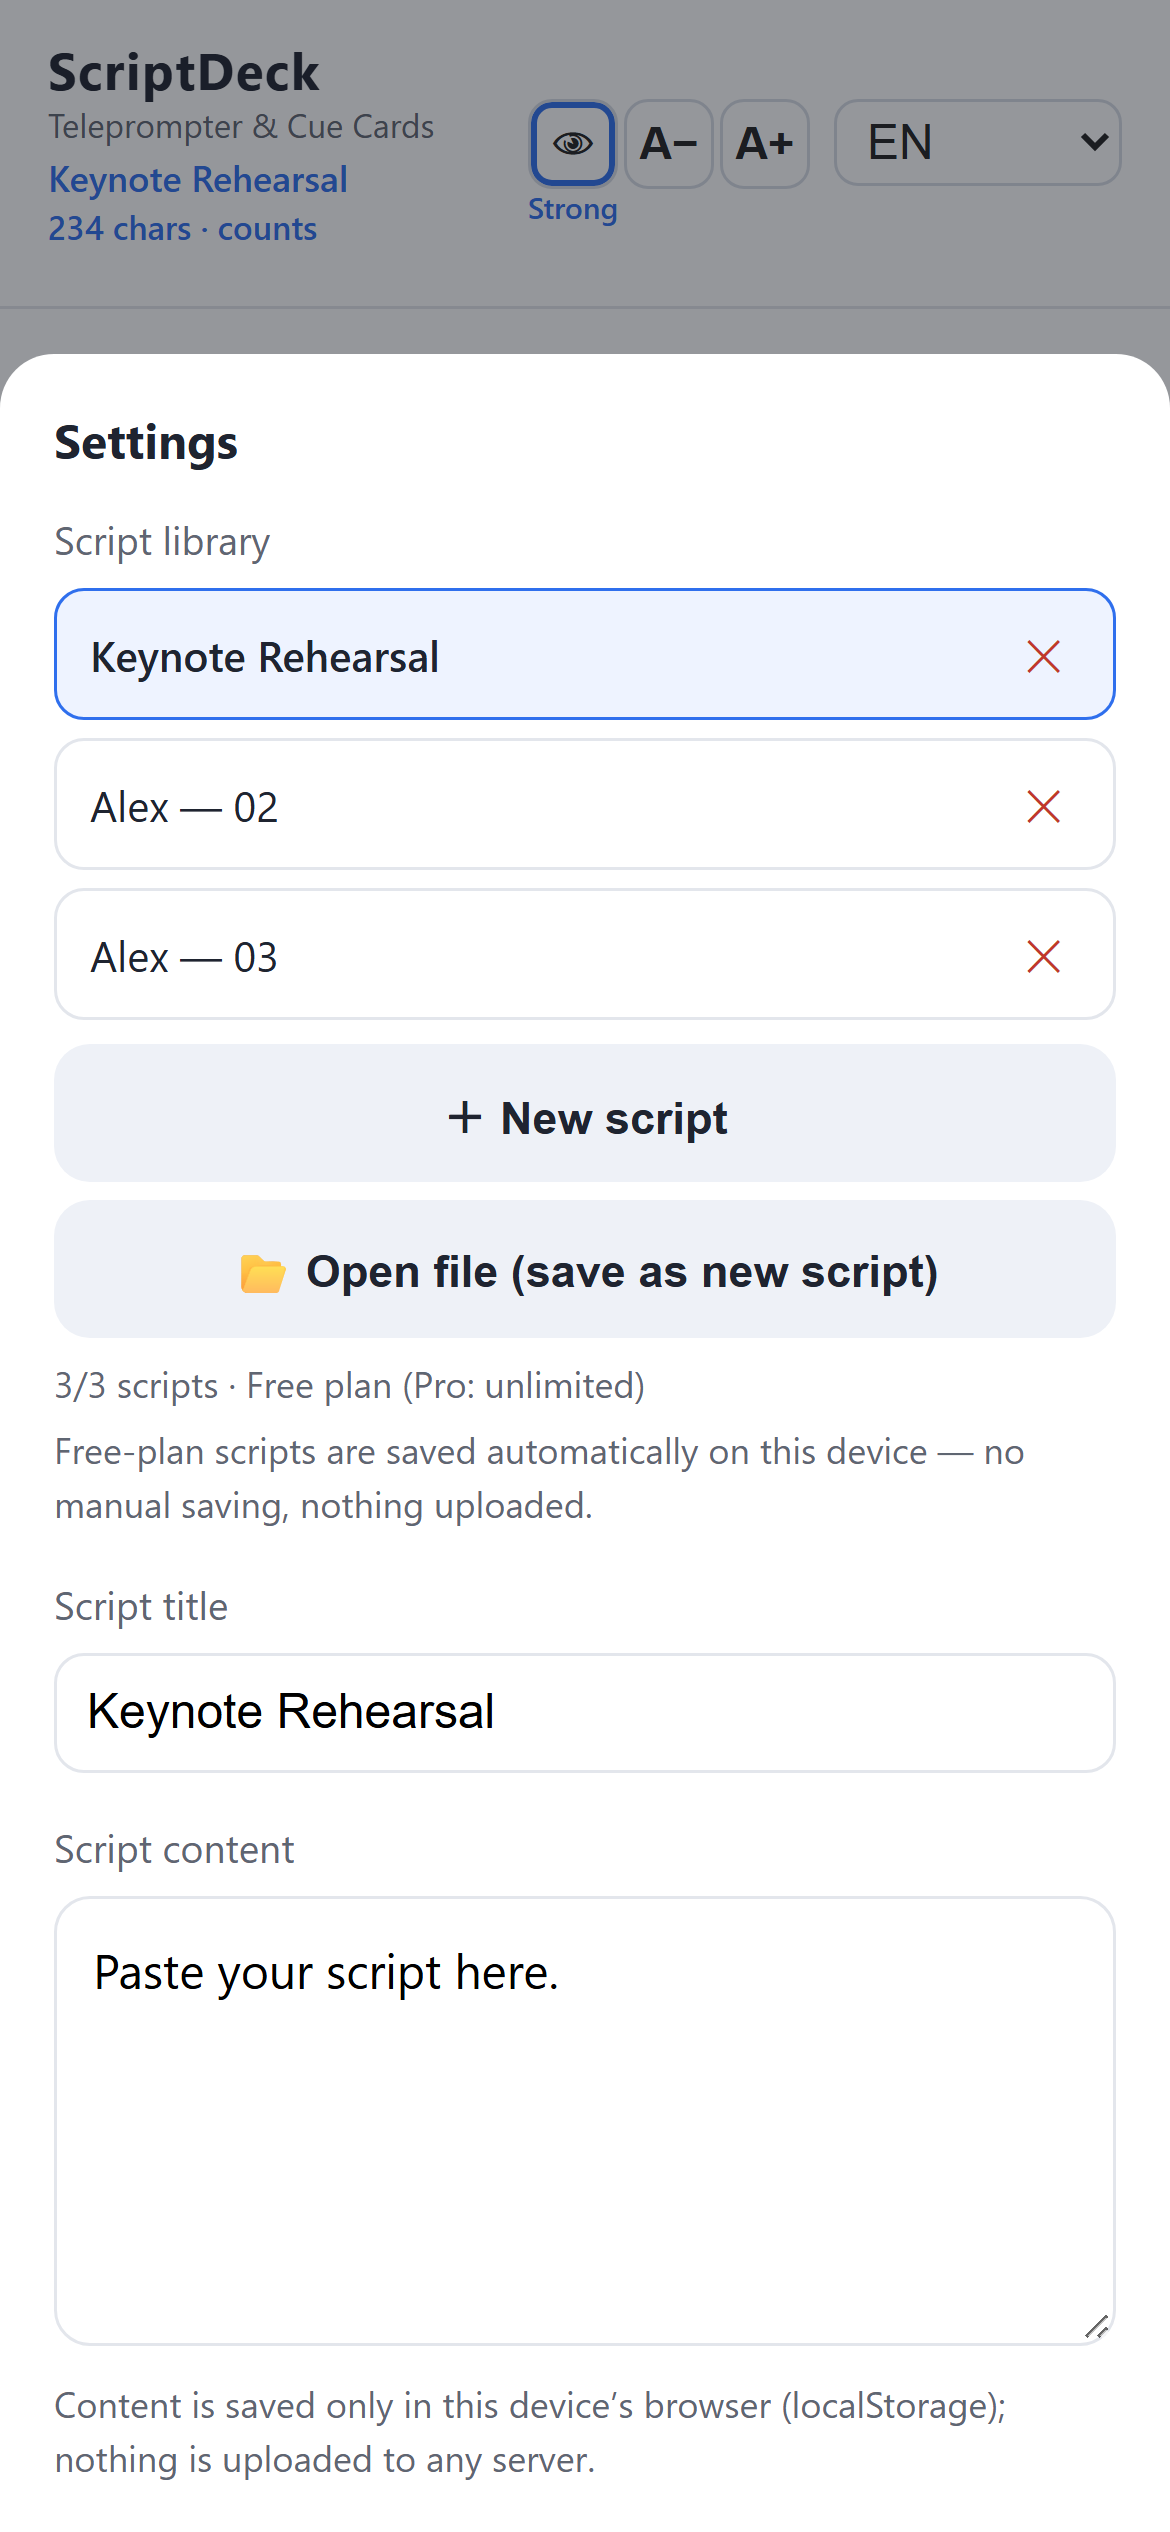 ScriptDeck
Teleprompter & Cue Cards
Keynote Rehearsal
234 chars · counts
Strong
A−
A+
EN
Settings
Script library
Keynote Rehearsal
Alex — 02
Alex — 03
+ New script
Open file (save as new script)
3/3 scripts · Free plan (Pro: unlimited)
Free-plan scripts are saved automatically on this device — no
manual saving, nothing uploaded.
Script title
Keynote Rehearsal
Script content
Paste your script here.
Content is saved only in this device’s browser (localStorage);
nothing is uploaded to any server.